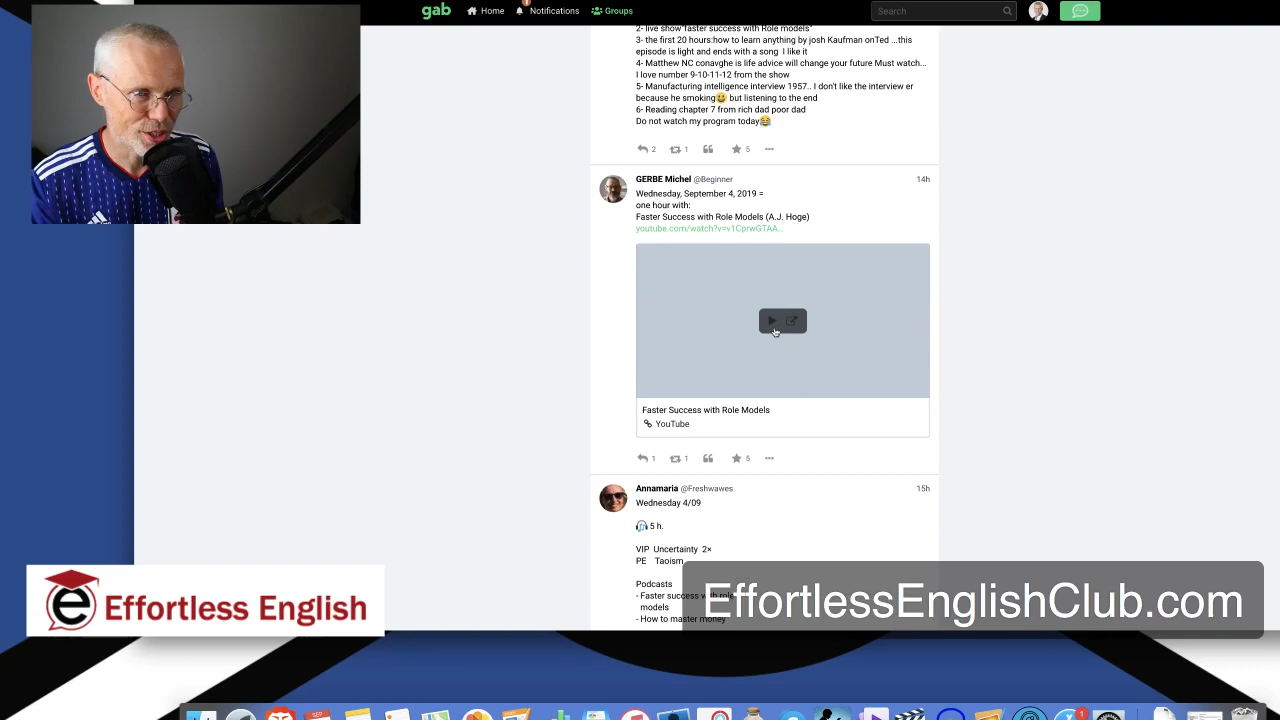 gab
Home
Notifications
Groups
Search
2- live show"faster success with Role models"
3- the first 20 hours:how to learn anything by josh Kaufman onTed ...this
episode is light and ends with a song I like it
4- Matthew NC conavghe is life advice will change your future Must watch...
I love number 9-10-11-12 from the show
5- Manufacturing intelligence interview 1957.. I don't like the interview er
because he smoking😃 but listening to the end
6- Reading chapter 7 from rich dad poor dad
Do not watch my program today😂
2 1 5
GERBE Michel @Beginner 14h
Wednesday, September 4, 2019 =
one hour with:
Faster Success with Role Models (A.J. Hoge)
youtube.com/watch?v=v1CprwGTAA...
Faster Success with Role Models
YouTube
1 1 5
Annamaria @Freshwawes 15h
Wednesday 4/09
🎧 5 h.
VIP Uncertainty 2×
PE Taoism
Podcasts
- Faster success with role
models
- How to master money
e Effortless English
EffortlessEnglishClub.com
SEP
1